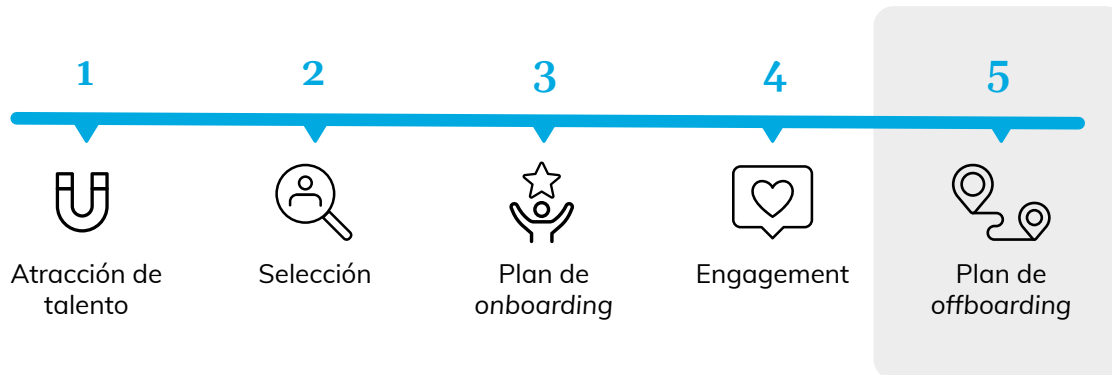 1
2
3
4
5
Atracción de
talento
Selección
Plan de
onboarding
Engagement
Plan de
offboarding